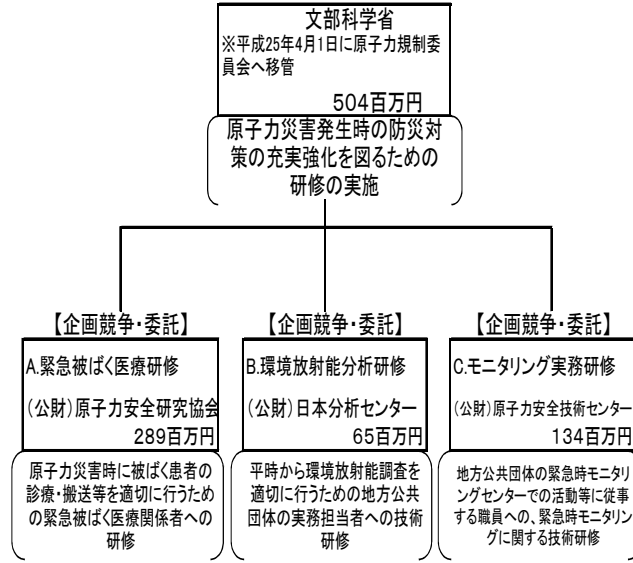 文部科学省
※平成25年4月1日に原子力規制委
員会へ移管
504百万円
原子力災害発生時の防災対
策の充実強化を図るための
研修の実施
【企画競争・委託】
A.緊急被ばく医療研修
(公財)原子力安全研究協会
289百万円
原子力災害時に被ばく患者の
診療・搬送等を適切に行うため
の緊急被ばく医療関係者への
研修
【企画競争・委託】
B.環境放射能分析研修
(公財)日本分析センター
65百万円
平時から環境放射能調査を
適切に行うための地方公共
団体の実務担当者への技術
研修
【企画競争・委託】
C.モニタリング実務研修
(公財)原子力安全技術センター
134百万円
地方公共団体の緊急時モニタリ
ングセンターでの活動等に従事
する職員への、緊急時モニタリン
グに関する技術研修